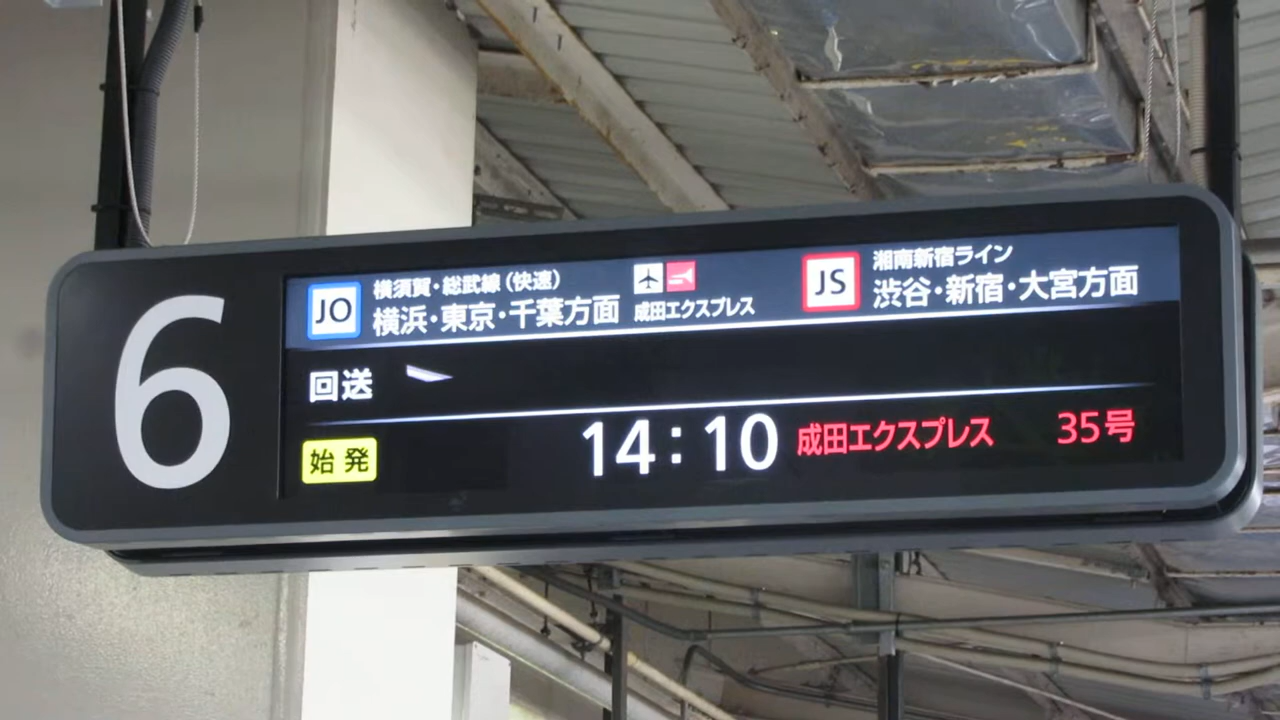 6
JO 横須賀・総武線（快速）
横浜・東京・千葉方面
成田エクスプレス
JS 湘南新宿ライン
渋谷・新宿・大宮方面
回送
始発 14:10 成田エクスプレス 35号